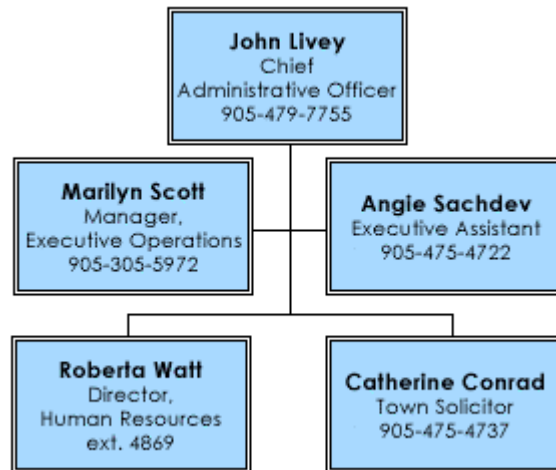 John Livey
Chief
Administrative Officer
905-479-7755
Marilyn Scott
Manager,
Executive Operations
905-305-5972
Angie Sachdev
Executive Assistant
905-475-4722
Roberta Watt
Director,
Human Resources
ext. 4869
Catherine Conrad
Town Solicitor
905-475-4737